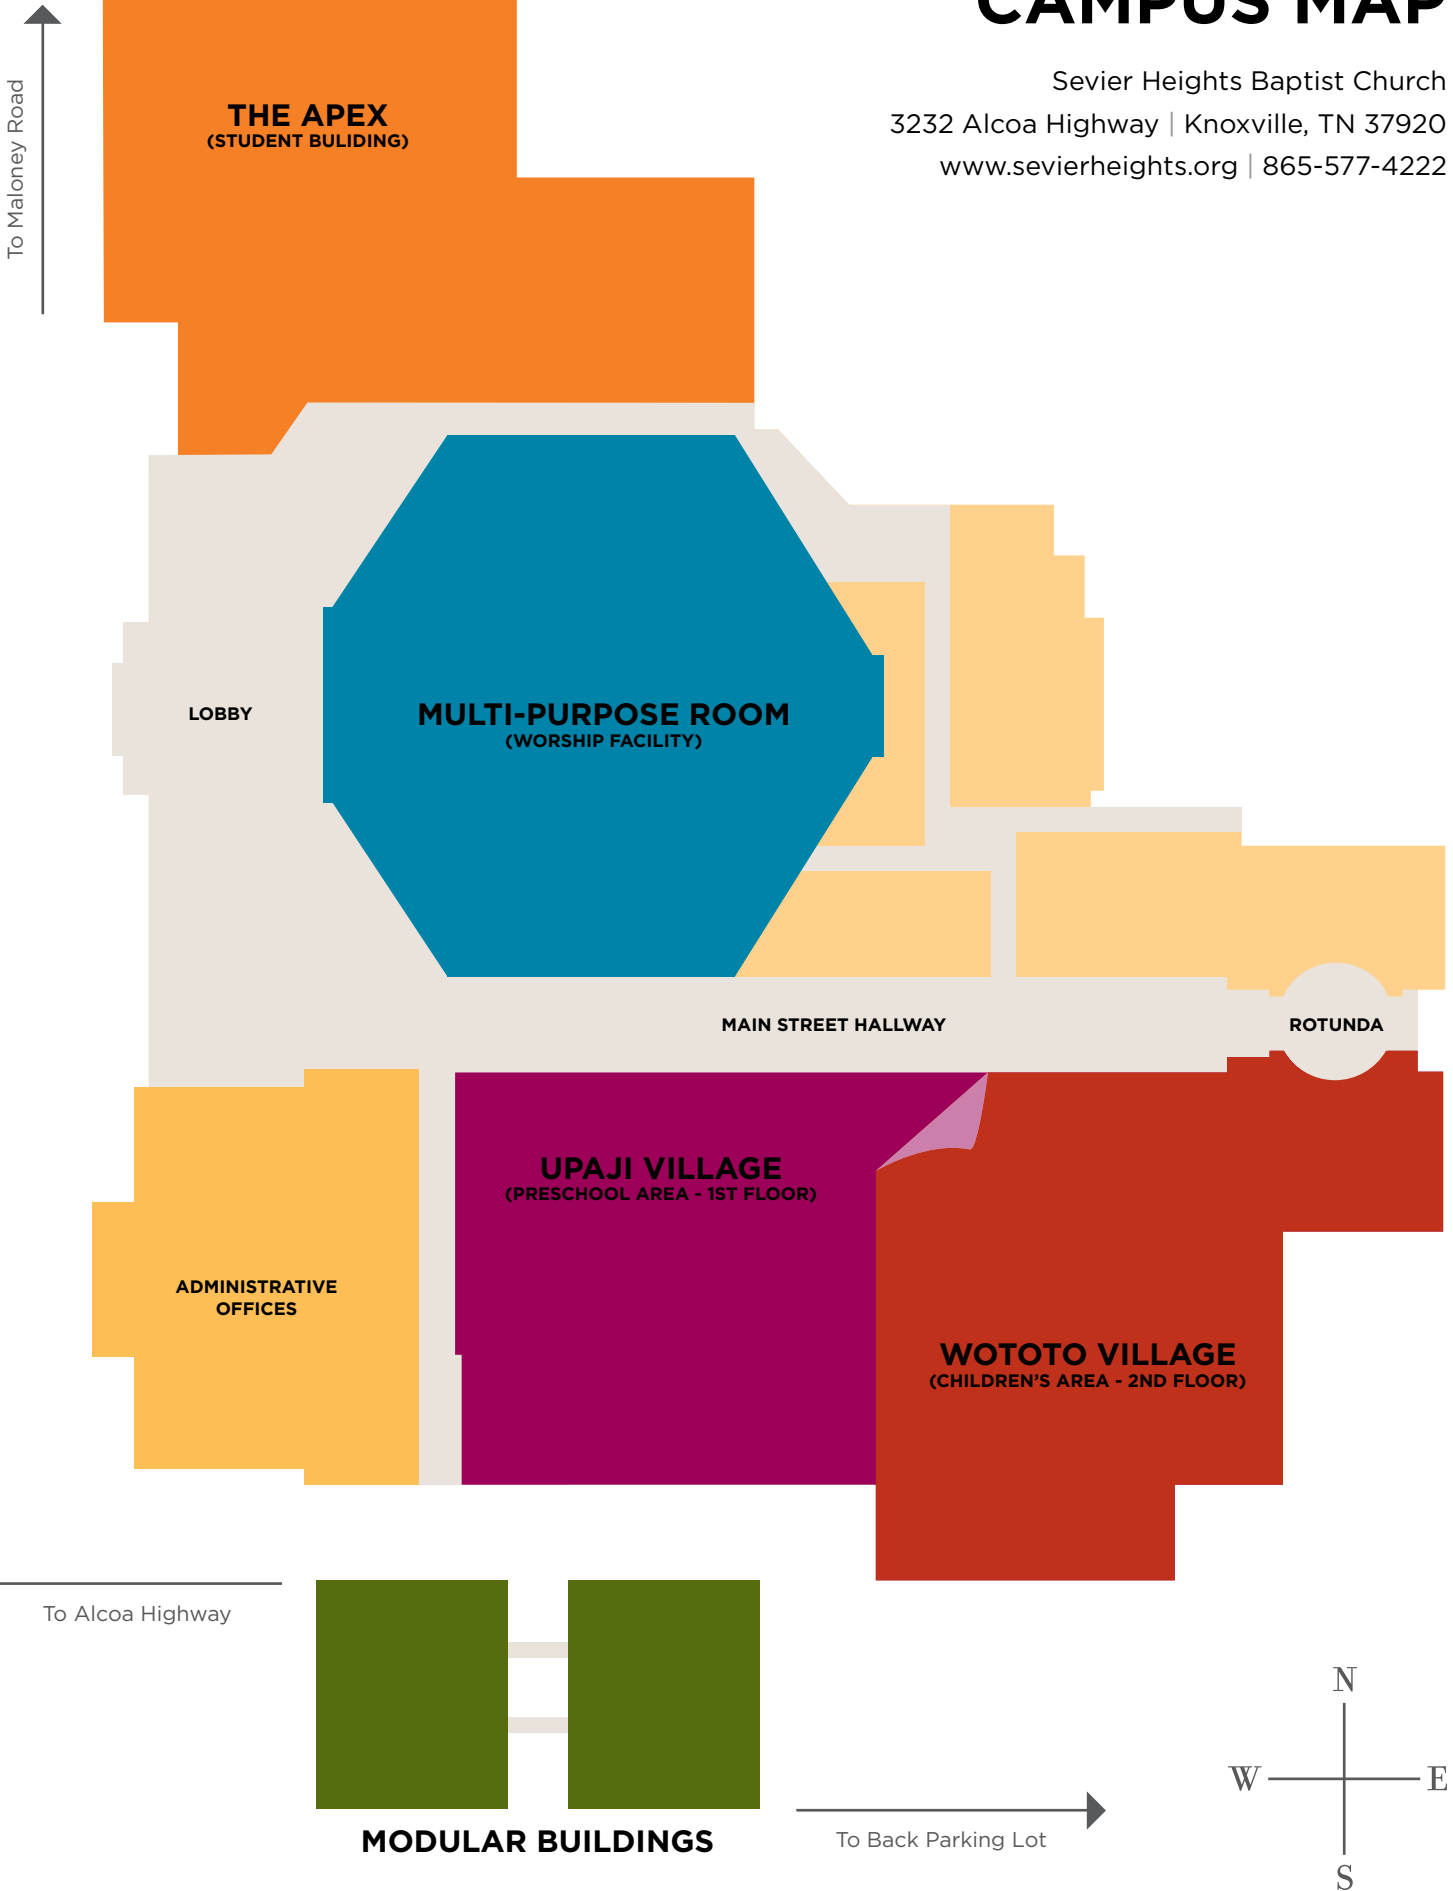 CAMPUS MAP
Sevier Heights Baptist Church
3232 Alcoa Highway | Knoxville, TN 37920
www.sevierheights.org | 865-577-4222
To Maloney Road
THE APEX
(STUDENT BULIDING)
LOBBY
MULTI-PURPOSE ROOM
(WORSHIP FACILITY)
MAIN STREET HALLWAY
ROTUNDA
UPAJI VILLAGE
(PRESCHOOL AREA - 1ST FLOOR)
ADMINISTRATIVE
OFFICES
WOTOTO VILLAGE
(CHILDREN'S AREA - 2ND FLOOR)
To Alcoa Highway
MODULAR BUILDINGS
To Back Parking Lot
N
W
E
S